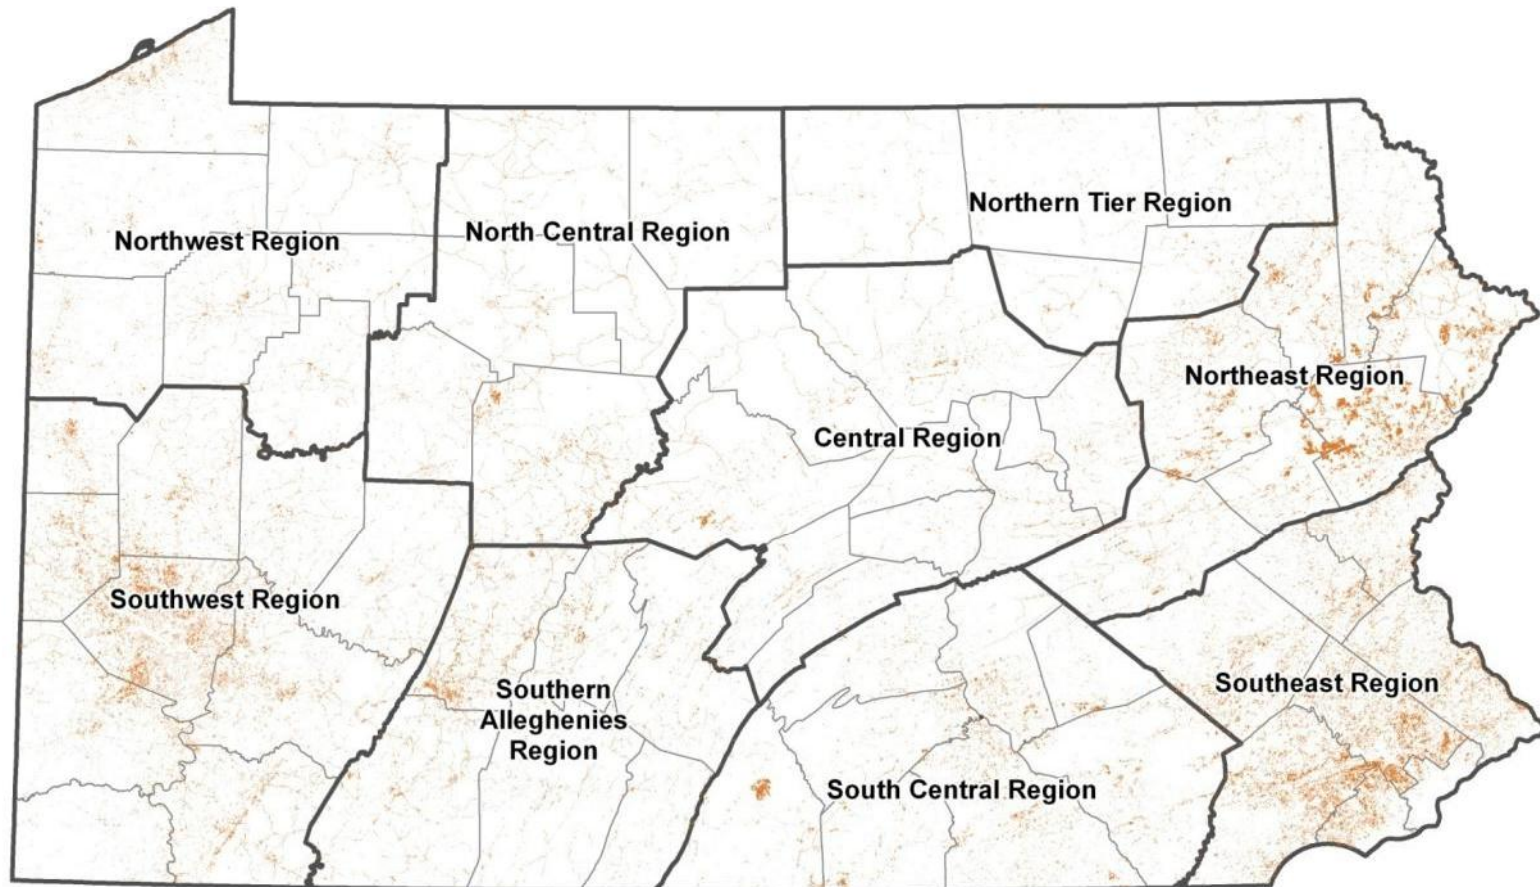 Northern Tier Region
North Central Region
Northwest Region
Northeast Region
Central Region
Southwest Region
Southeast Region
Southern
Alleghenies
Region
South Central Region